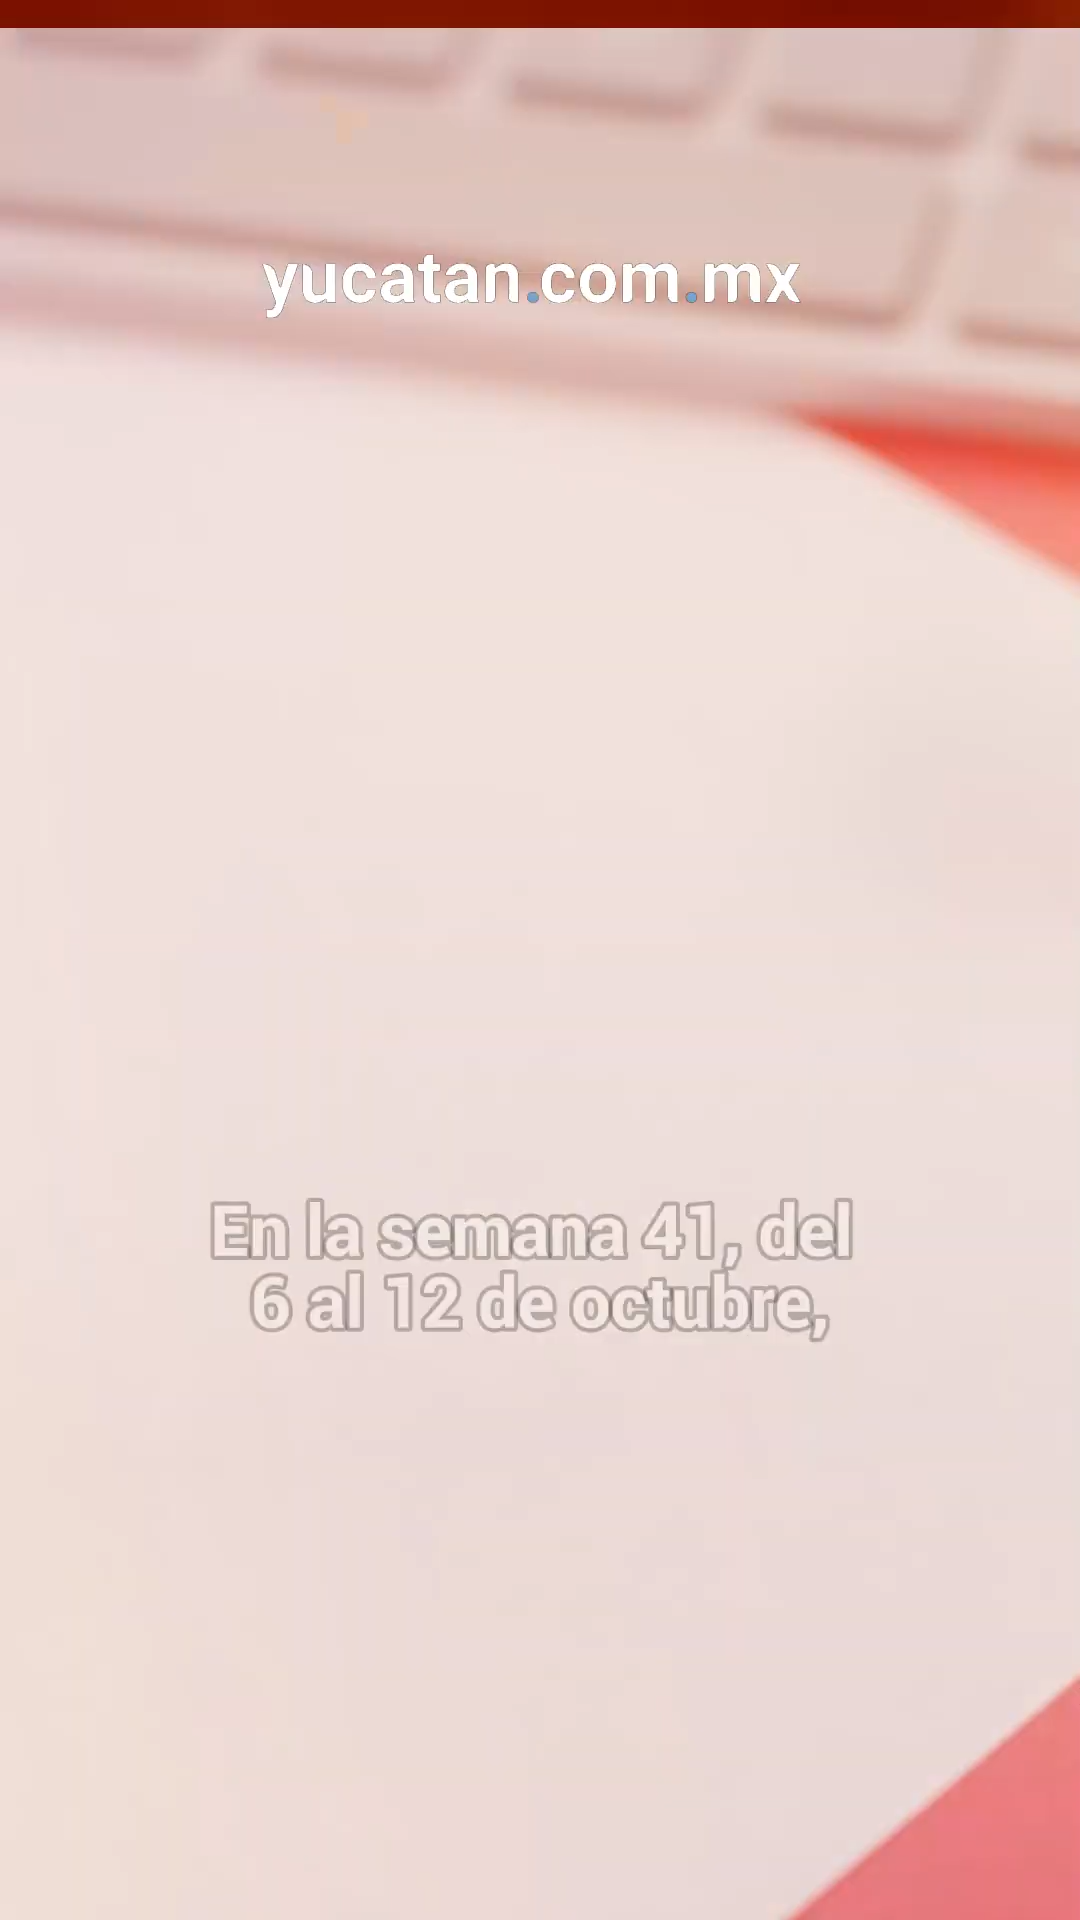 yucatan.com.mx
En la semana 41, del
6 al 12 de octubre,